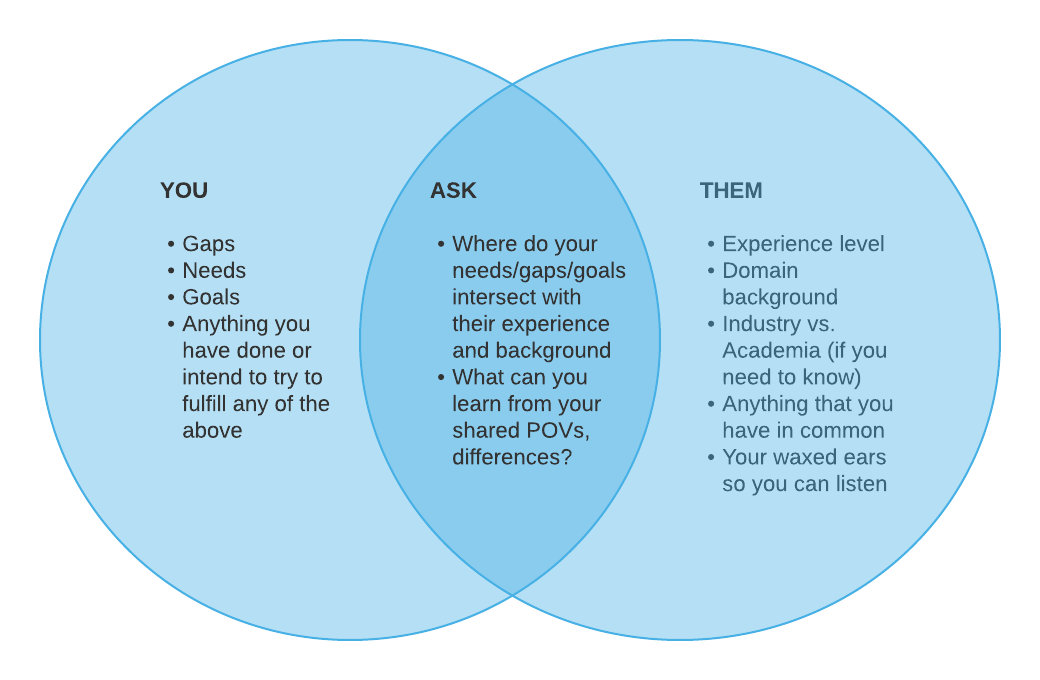 YOU
• Gaps
• Needs
• Goals
• Anything you
have done or
intend to try to
fulfill any of the
above
ASK
• Where do your
needs/gaps/goals
intersect with
their experience
and background
• What can you
learn from your
shared POVs,
differences?
THEM
• Experience level
• Domain
background
• Industry vs.
Academia (if you
need to know)
• Anything that you
have in common
• Your waxed ears
so you can listen